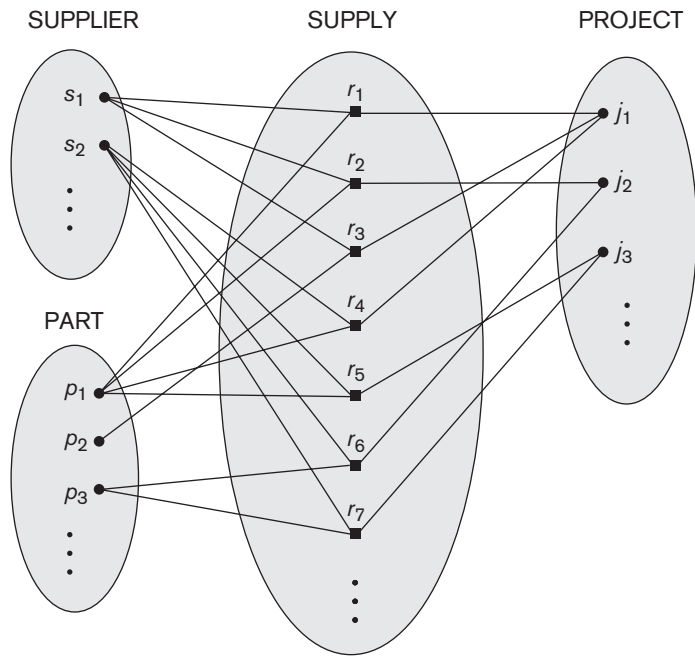 SUPPLIER
s1
s2
PART
p1
p2
p3
SUPPLY
r1
r2
r3
r4
r5
r6
r7
PROJECT
j1
j2
j3